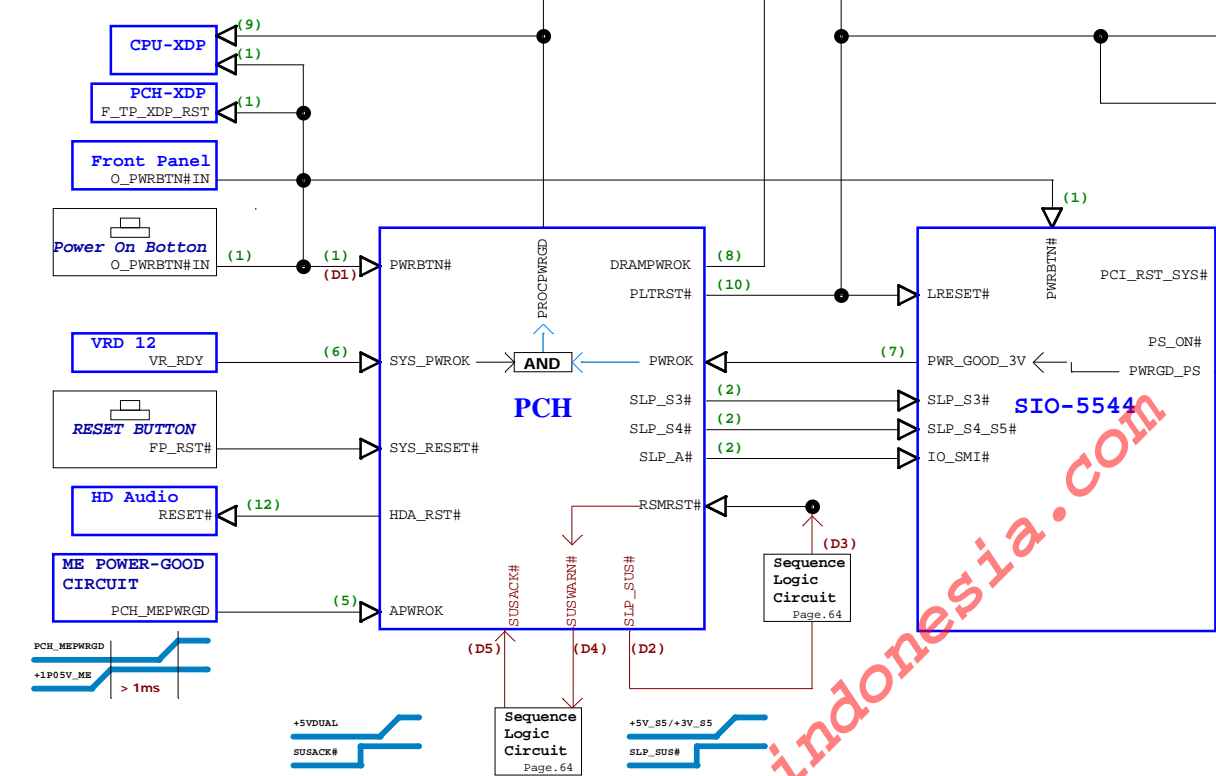 (9)
CPU-XDP
(1)
PCH-XDP
(1)
F_TP_XDP_RST
Front Panel
O_PWRBTN#IN
(1)
Power On Botton
O_PWRBTN#IN
(1)
(1)
(D1)
PWRBTN#
PROCPWRGD
DRAMPWROK
(8)
PLTRST#
(10)
LRESET#
PWRBTN#
PCI_RST_SYS#
VRD 12
VR_RDY
(6)
SYS_PWROK
AND
PWROK
(7)
PWR_GOOD_3V
PS_ON#
PWRGD_PS
PCH
SLP_S3#
(2)
SLP_S3#
SIO-5544
RESET BUTTON
FP_RST#
SYS_RESET#
SLP_S4#
(2)
SLP_S4_S5#
SLP_A#
(2)
IO_SMI#
HD Audio
RESET#
(12)
HDA_RST#
RSMRST#
(D3)
ME POWER-GOOD
CIRCUIT
PCH_MEPWRGD
(5)
APWROK
SUSACK#
SUSWARN#
SLP_SUS#
Sequence
Logic
Circuit
Page.64
(D5)
(D4)
(D2)
PCH_MEPWRGD
+1P05V_ME
> 1ms
+5VDUAL
SUSACK#
Sequence
Logic
Circuit
Page.64
+5V_S5/+3V_S5
SLP_SUS#
indonesia.com